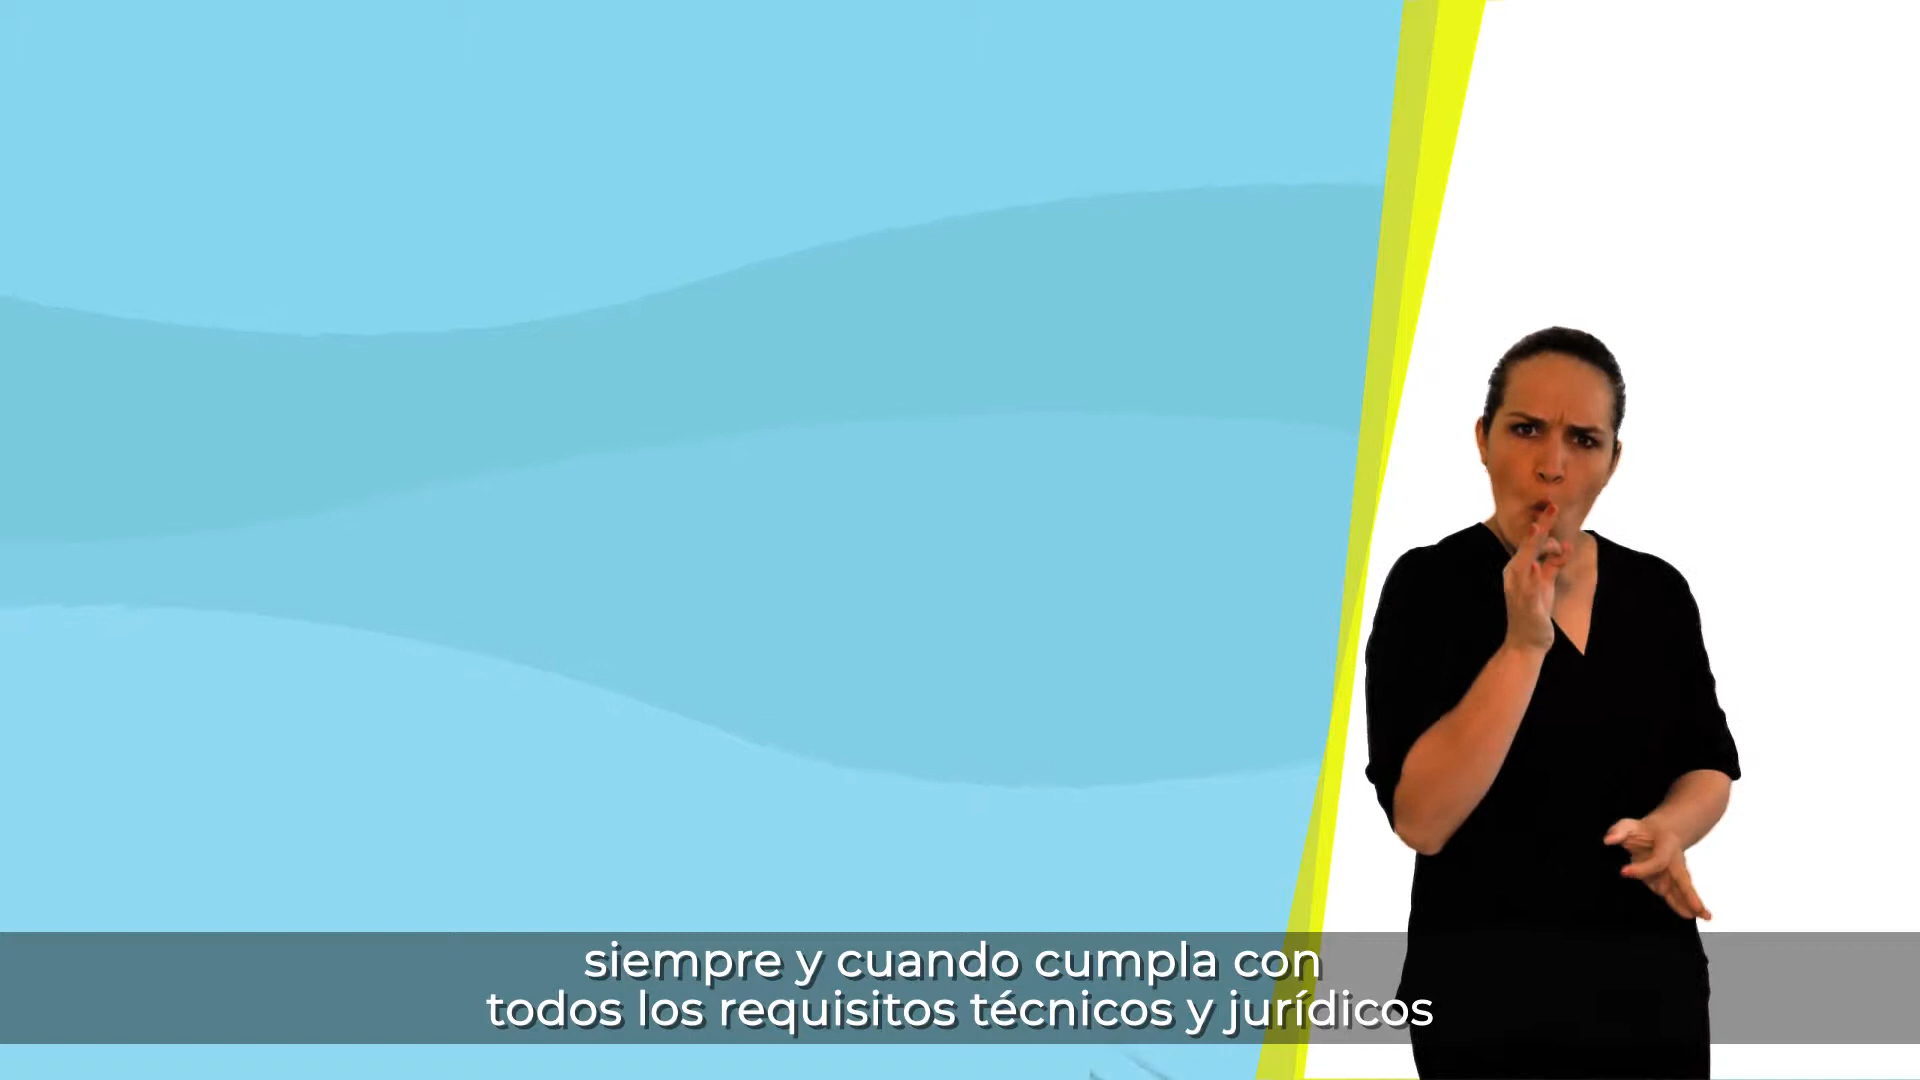 siempre y cuando cumpla con
todos los requisitos técnicos y jurídicos